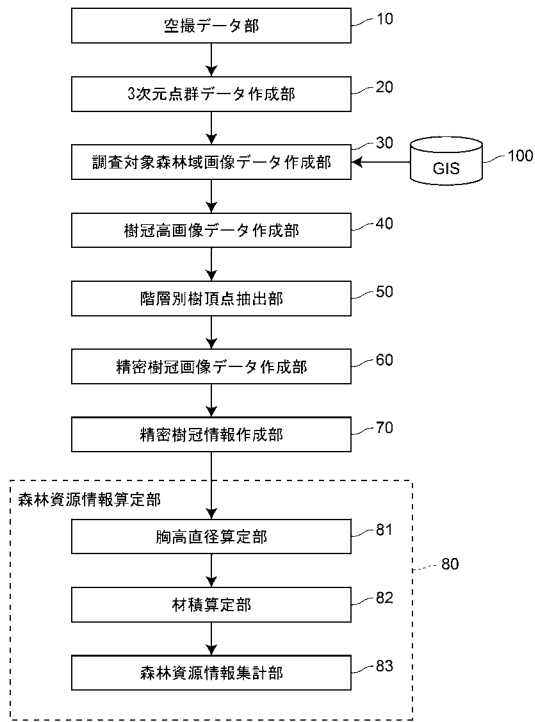 空撮データ部
10
3次元点群データ作成部
20
調査対象森林域画像データ作成部
30
GIS
100
樹冠高画像データ作成部
40
階層別樹頂点抽出部
50
精密樹冠画像データ作成部
60
精密樹冠情報作成部
70
森林資源情報算定部
80
胸高直径算定部
81
材積算定部
82
森林資源情報集計部
83